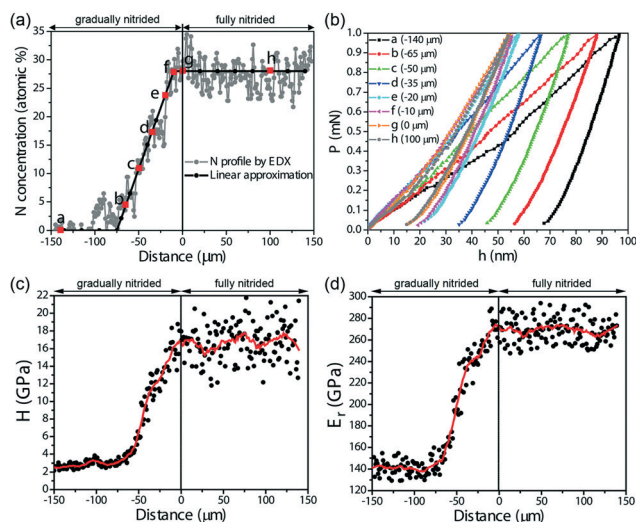 (a)
gradually nitrided
fully nitrided
N concentration (atomic %)
35
30
25
20
15
10
5
0
a
b
c
d
e
f
g
h
N profile by EDX
Linear approximation
-150 -100 -50 0 50 100 150
Distance (μm)
(b)
P (mN)
1.0
0.9
0.8
0.7
0.6
0.5
0.4
0.3
0.2
0.1
0.0
a (-140 μm)
b (-65 μm)
c (-50 μm)
d (-35 μm)
e (-20 μm)
f (-10 μm)
g (0 μm)
h (100 μm)
0 10 20 30 40 50 60 70 80 90 100
h (nm)
(c)
gradually nitrided
fully nitrided
H (GPa)
22
20
18
16
14
12
10
8
6
4
2
0
-150 -100 -50 0 50 100 150
Distance (μm)
(d)
gradually nitrided
fully nitrided
Er (GPa)
300
280
260
240
220
200
180
160
140
120
-150 -100 -50 0 50 100 150
Distance (μm)